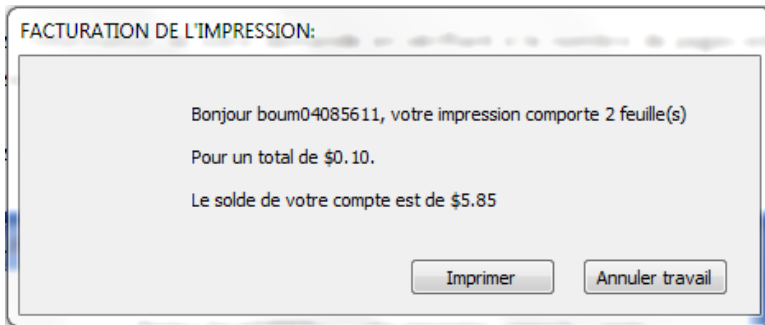 FACTURATION DE L'IMPRESSION:
Bonjour boum04085611, votre impression comporte 2 feuille(s)
Pour un total de $0.10.
Le solde de votre compte est de $5.85
Imprimer Annuler travail